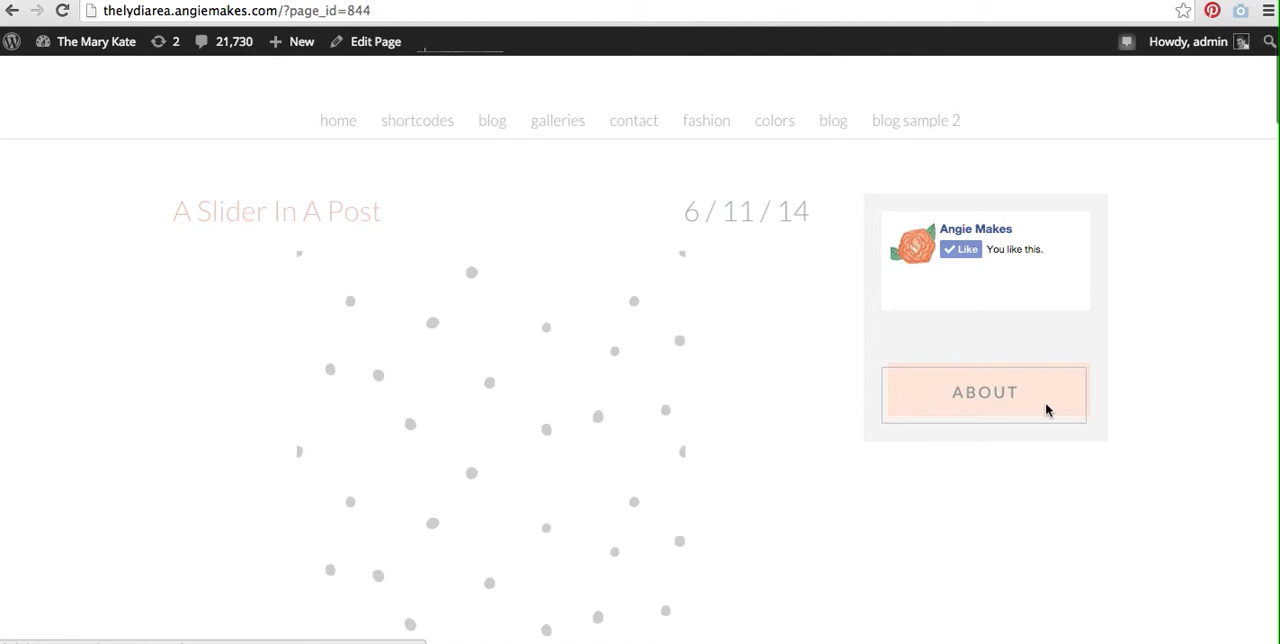 thelydiarea.angiemakes.com/?page_id=844
The Mary Kate 2 21,730 New Edit Page Howdy, admin
home shortcodes blog galleries contact fashion colors blog blog sample 2
A Slider In A Post 6 / 11 / 14
Angie Makes
Like You like this.
ABOUT